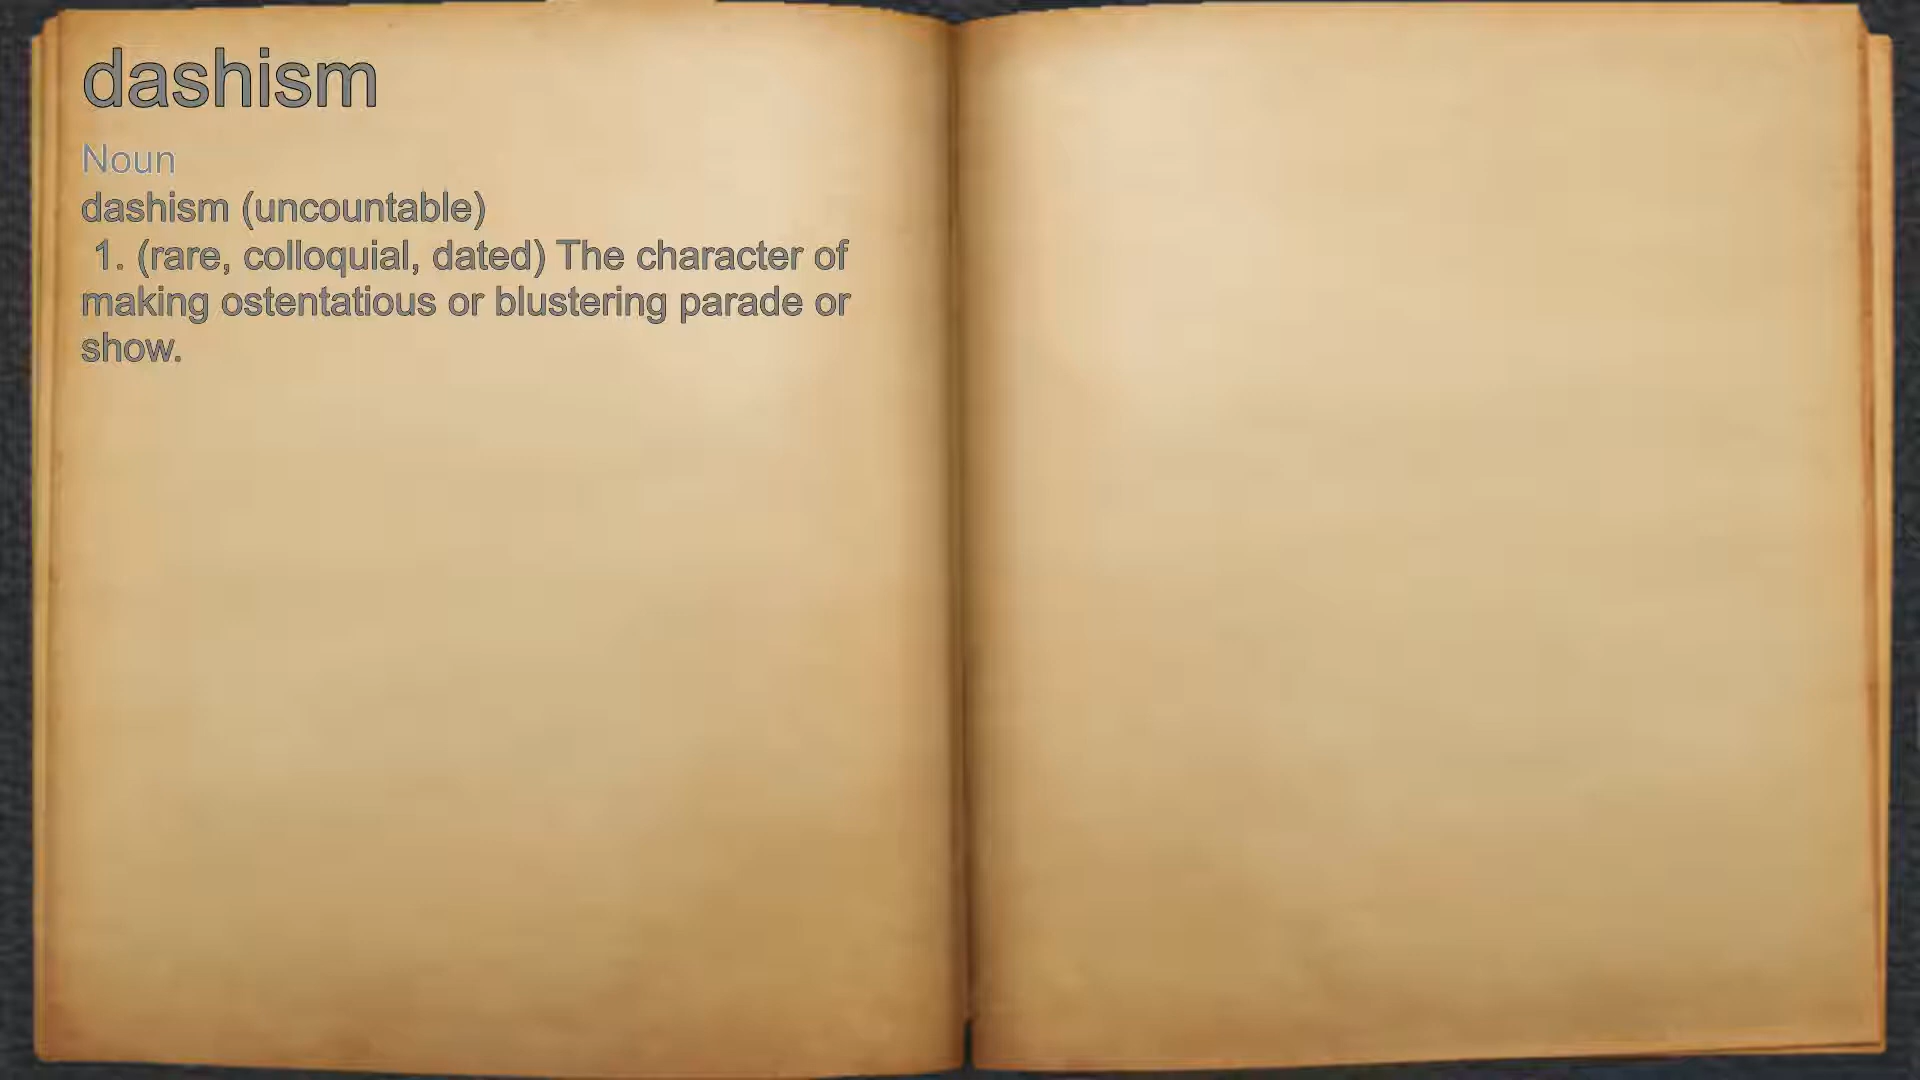 dashism
Noun
dashism (uncountable)
1. (rare, colloquial, dated) The character of
making ostentatious or blustering parade or
show.